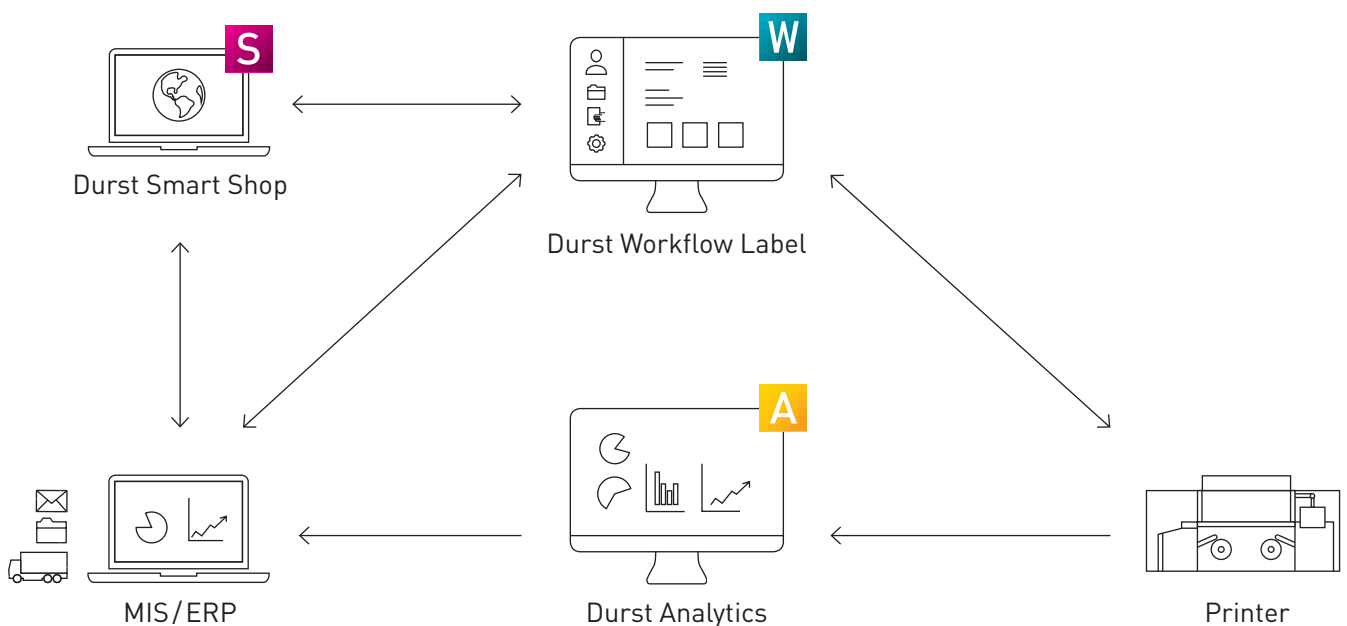 S
W
Durst Smart Shop
Durst Workflow Label
A
MIS/ERP
Durst Analytics
Printer